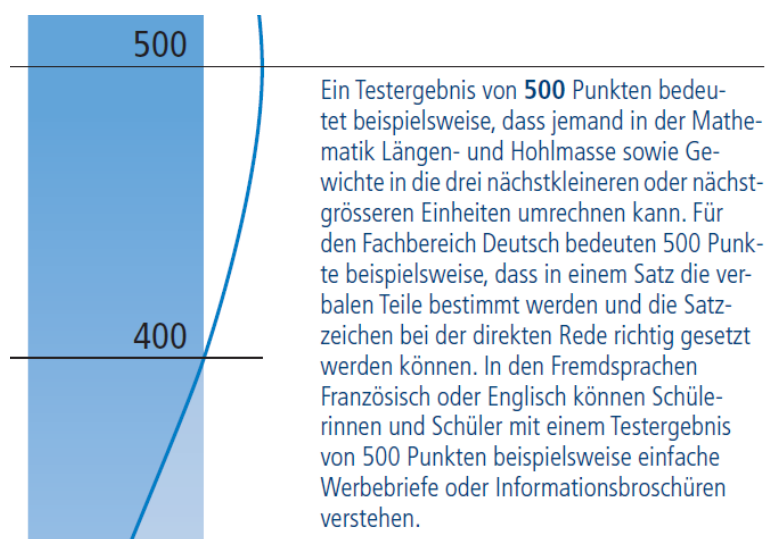 500
Ein Testergebnis von 500 Punkten bedeu-
tet beispielsweise, dass jemand in der Mathe-
matik Längen- und Hohlmasse sowie Ge-
wichte in die drei nächstkleineren oder nächst-
grösseren Einheiten umrechnen kann. Für
den Fachbereich Deutsch bedeuten 500 Punk-
te beispielsweise, dass in einem Satz die ver-
balen Teile bestimmt werden und die Satz-
zeichen bei der direkten Rede richtig gesetzt
werden können. In den Fremdsprachen
Französisch oder Englisch können Schüle-
rinnen und Schüler mit einem Testergebnis
von 500 Punkten beispielsweise einfache
Werbebriefe oder Informationsbroschüren
verstehen.
400